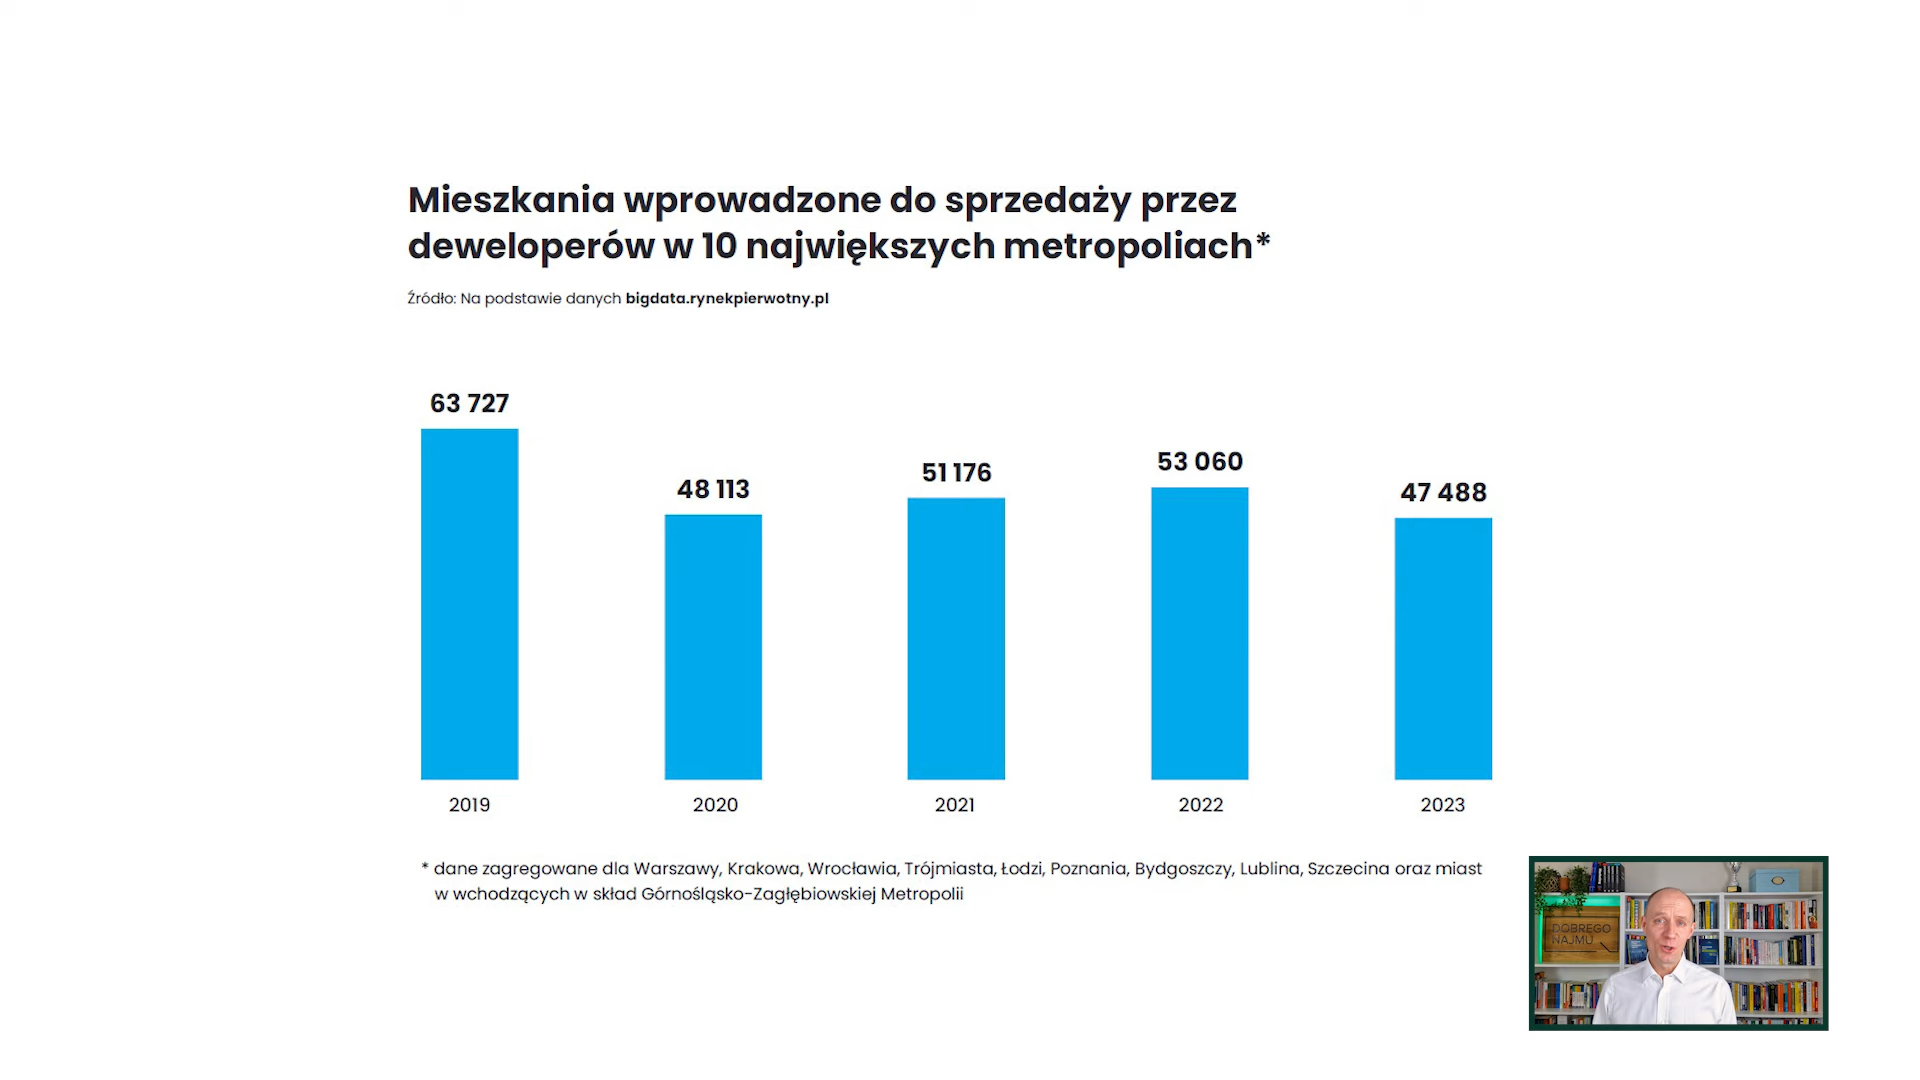 Mieszkania wprowadzone do sprzedaży przez
deweloperów w 10 największych metropoliach*
Źródło: Na podstawie danych bigdata.rynekpierwotny.pl
63 727
48 113
51 176
53 060
47 488
2019
2020
2021
2022
2023
* dane zagregowane dla Warszawy, Krakowa, Wrocławia, Trójmiasta, Łodzi, Poznania, Bydgoszczy, Lublina, Szczecina oraz miast
w wchodzących w skład Górnośląsko-Zagłębiowskiej Metropolii
DOBREGO
NAJMU